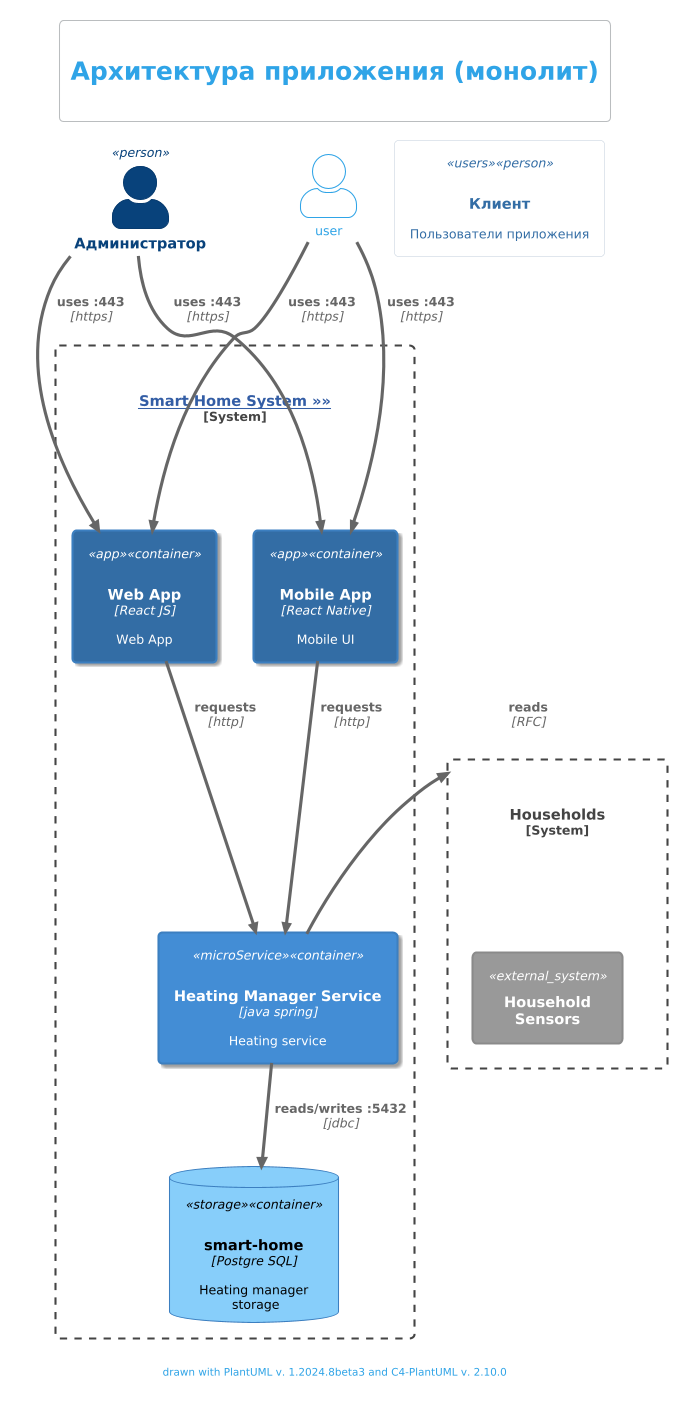 Архитектура приложения (монолит)
«person»
Администратор
user
«users»«person»
Клиент
Пользователи приложения
uses :443
[https]
uses :443
[https]
uses :443
[https]
uses :443
[https]
Smart Home System »»
[System]
«app»«container»
Web App
[React JS]
Web App
«app»«container»
Mobile App
[React Native]
Mobile UI
requests
[http]
requests
[http]
reads
[RFC]
Households
[System]
«external_system»
Household
Sensors
«microService»«container»
Heating Manager Service
[java spring]
Heating service
reads/writes :5432
[jdbc]
«storage»«container»
smart-home
[Postgre SQL]
Heating manager
storage
drawn with PlantUML v. 1.2024.8beta3 and C4-PlantUML v. 2.10.0